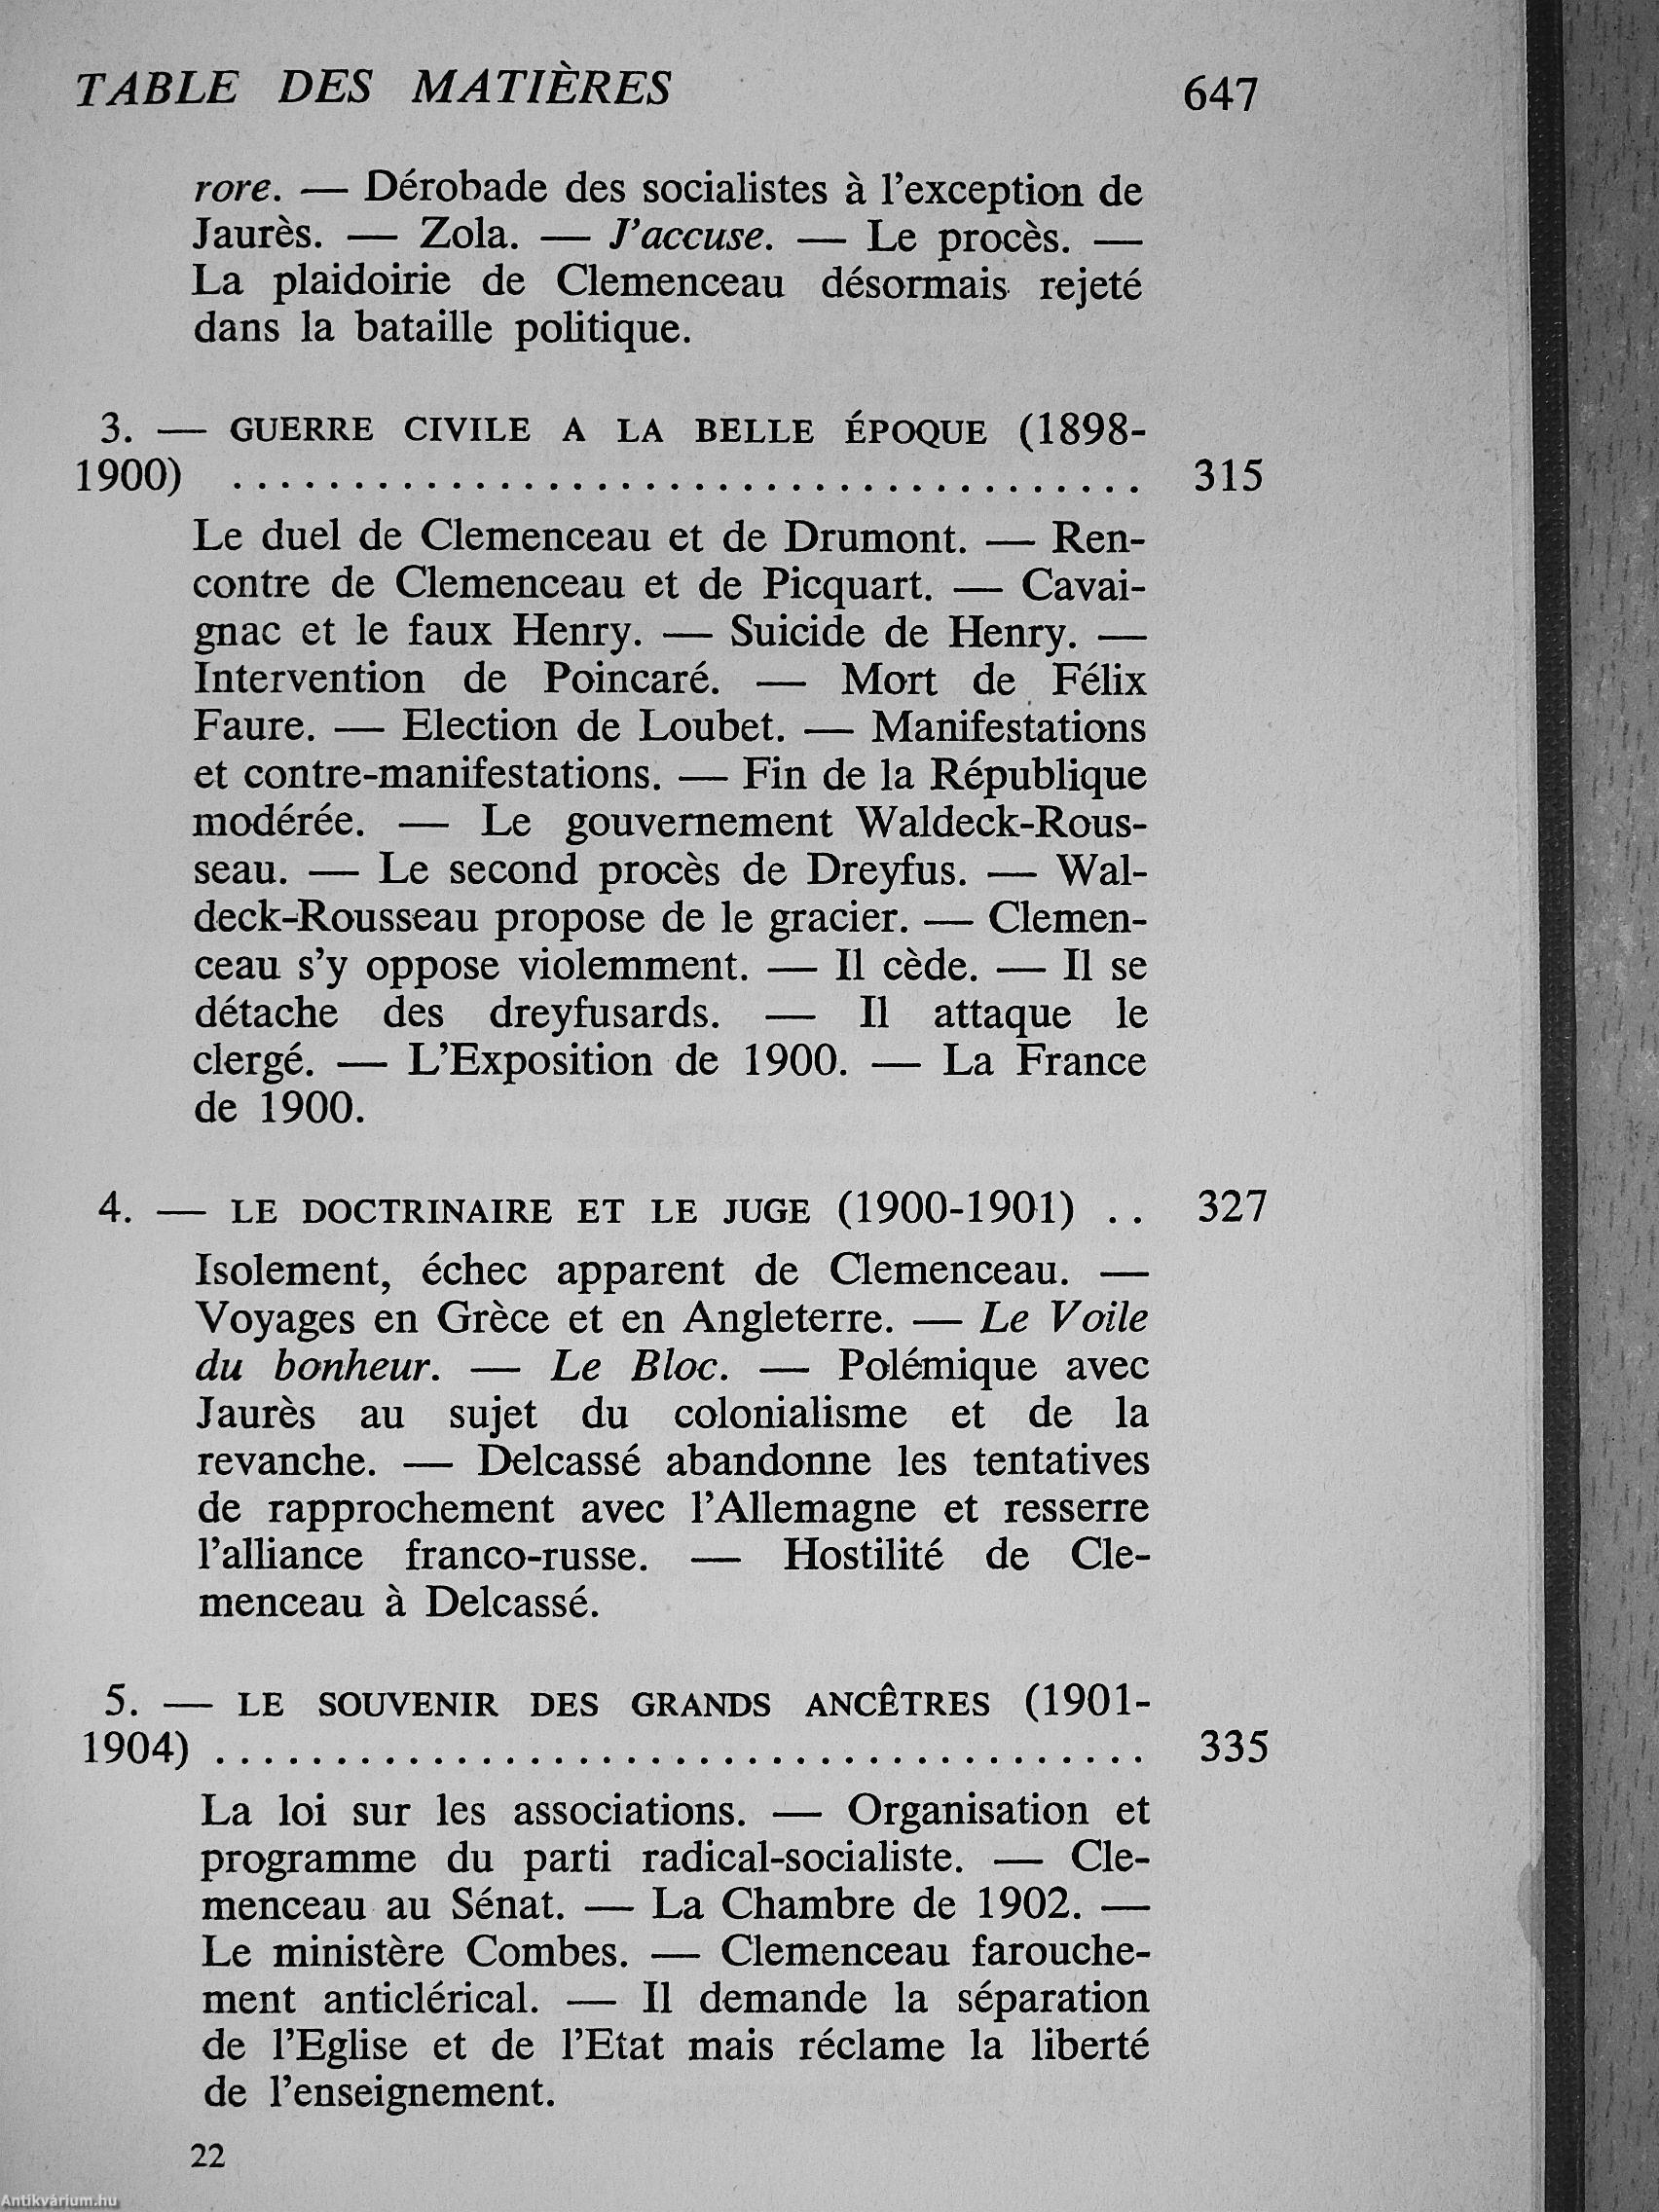 TABLE DES MATIÈRES 647
rore. — Dérobade des socialistes à l'exception de
Jaurès. — Zola. — J'accuse. — Le procès. —
La plaidoirie de Clemenceau désormais rejeté
dans la bataille politique.
3. — GUERRE CIVILE A LA BELLE ÉPOQUE (1898-
1900) ...................................... 315
Le duel de Clemenceau et de Drumont. — Ren-
contre de Clemenceau et de Picquart. — Cavai-
gnac et le faux Henry. — Suicide de Henry. —
Intervention de Poincaré. — Mort de Félix
Faure. — Election de Loubet. — Manifestations
et contre-manifestations. — Fin de la République
modérée. — Le gouvernement Waldeck-Rous-
seau. — Le second procès de Dreyfus. — Wal-
deck-Rousseau propose de le gracier. — Clemen-
ceau s'y oppose violemment. — Il cède. — Il se
détache des dreyfusards. — Il attaque le
clergé. — L'Exposition de 1900. — La France
de 1900.
4. — LE DOCTRINAIRE ET LE JUGE (1900-1901) .. 327
Isolement, échec apparent de Clemenceau. —
Voyages en Grèce et en Angleterre. — Le Voile
du bonheur. — Le Bloc. — Polémique avec
Jaurès au sujet du colonialisme et de la
revanche. — Delcassé abandonne les tentatives
de rapprochement avec l'Allemagne et resserre
l'alliance franco-russe. — Hostilité de Cle-
menceau à Delcassé.
5. — LE SOUVENIR DES GRANDS ANCÊTRES (1901-
1904) ....................................... 335
La loi sur les associations. — Organisation et
programme du parti radical-socialiste. — Cle-
menceau au Sénat. — La Chambre de 1902. —
Le ministère Combes. — Clemenceau farouche-
ment anticlérical. — Il demande la séparation
de l'Eglise et de l'Etat mais réclame la liberté
de l'enseignement.
22
Antikvárium.hu